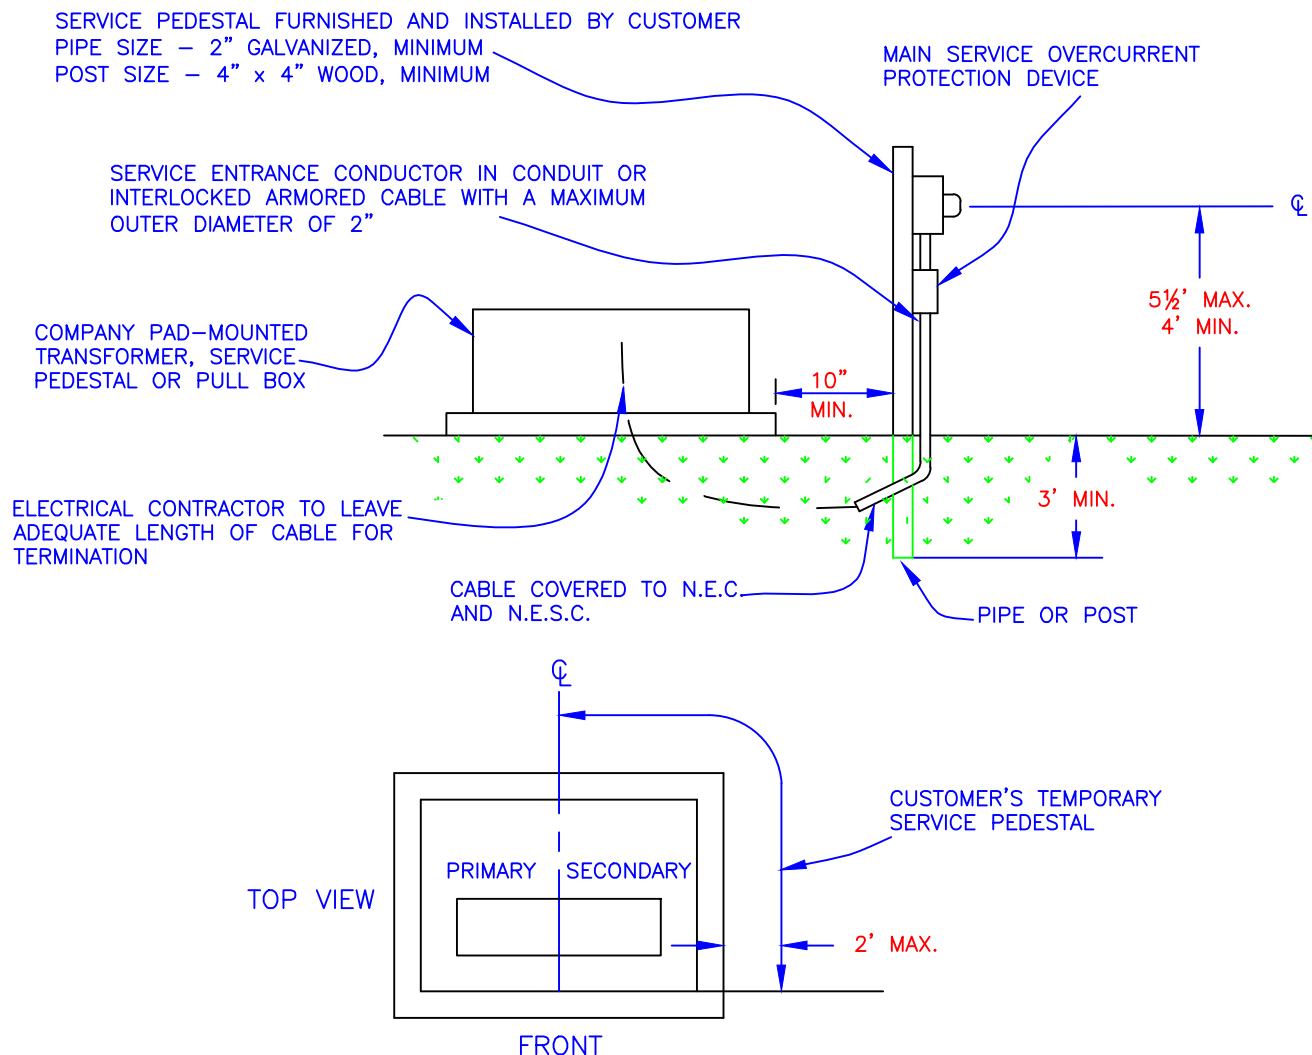 SERVICE PEDESTAL FURNISHED AND INSTALLED BY CUSTOMER
PIPE SIZE – 2" GALVANIZED, MINIMUM
POST SIZE – 4" x 4" WOOD, MINIMUM
MAIN SERVICE OVERCURRENT
PROTECTION DEVICE
SERVICE ENTRANCE CONDUCTOR IN CONDUIT OR
INTERLOCKED ARMORED CABLE WITH A MAXIMUM
OUTER DIAMETER OF 2"
℄
5½' MAX.
4' MIN.
COMPANY PAD–MOUNTED
TRANSFORMER, SERVICE
PEDESTAL OR PULL BOX
10"
MIN.
3' MIN.
ELECTRICAL CONTRACTOR TO LEAVE
ADEQUATE LENGTH OF CABLE FOR
TERMINATION
CABLE COVERED TO N.E.C.
AND N.E.S.C.
PIPE OR POST
℄
CUSTOMER'S TEMPORARY
SERVICE PEDESTAL
PRIMARY
SECONDARY
TOP VIEW
2' MAX.
FRONT